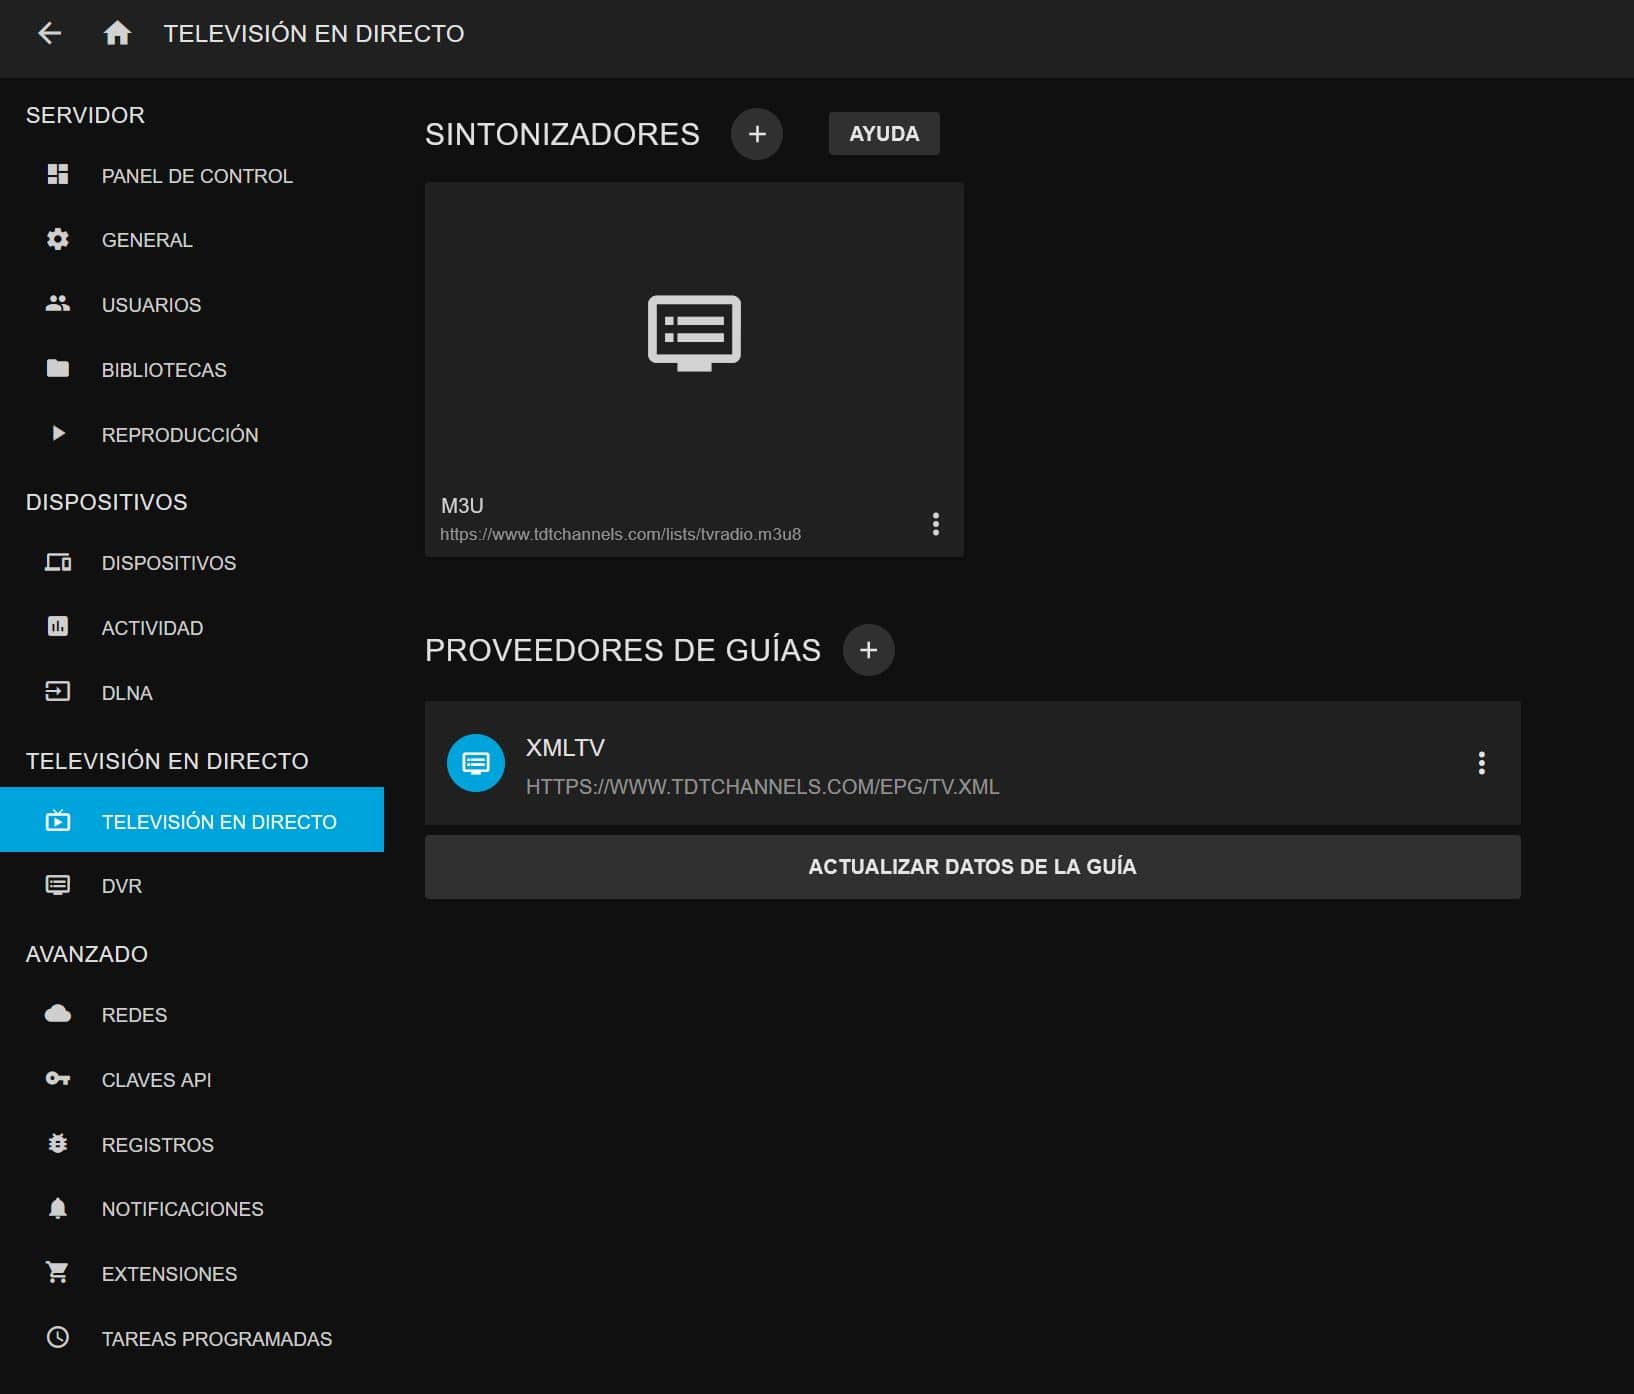 TELEVISIÓN EN DIRECTO
SERVIDOR
PANEL DE CONTROL
GENERAL
USUARIOS
BIBLIOTECAS
REPRODUCCIÓN
DISPOSITIVOS
DISPOSITIVOS
ACTIVIDAD
DLNA
TELEVISIÓN EN DIRECTO
TELEVISIÓN EN DIRECTO
DVR
AVANZADO
REDES
CLAVES API
REGISTROS
NOTIFICACIONES
EXTENSIONES
TAREAS PROGRAMADAS
SINTONIZADORES
AYUDA
M3U
https://www.tdtchannels.com/lists/tvradio.m3u8
PROVEEDORES DE GUÍAS
XMLTV
HTTPS://WWW.TDTCHANNELS.COM/EPG/TV.XML
ACTUALIZAR DATOS DE LA GUÍA